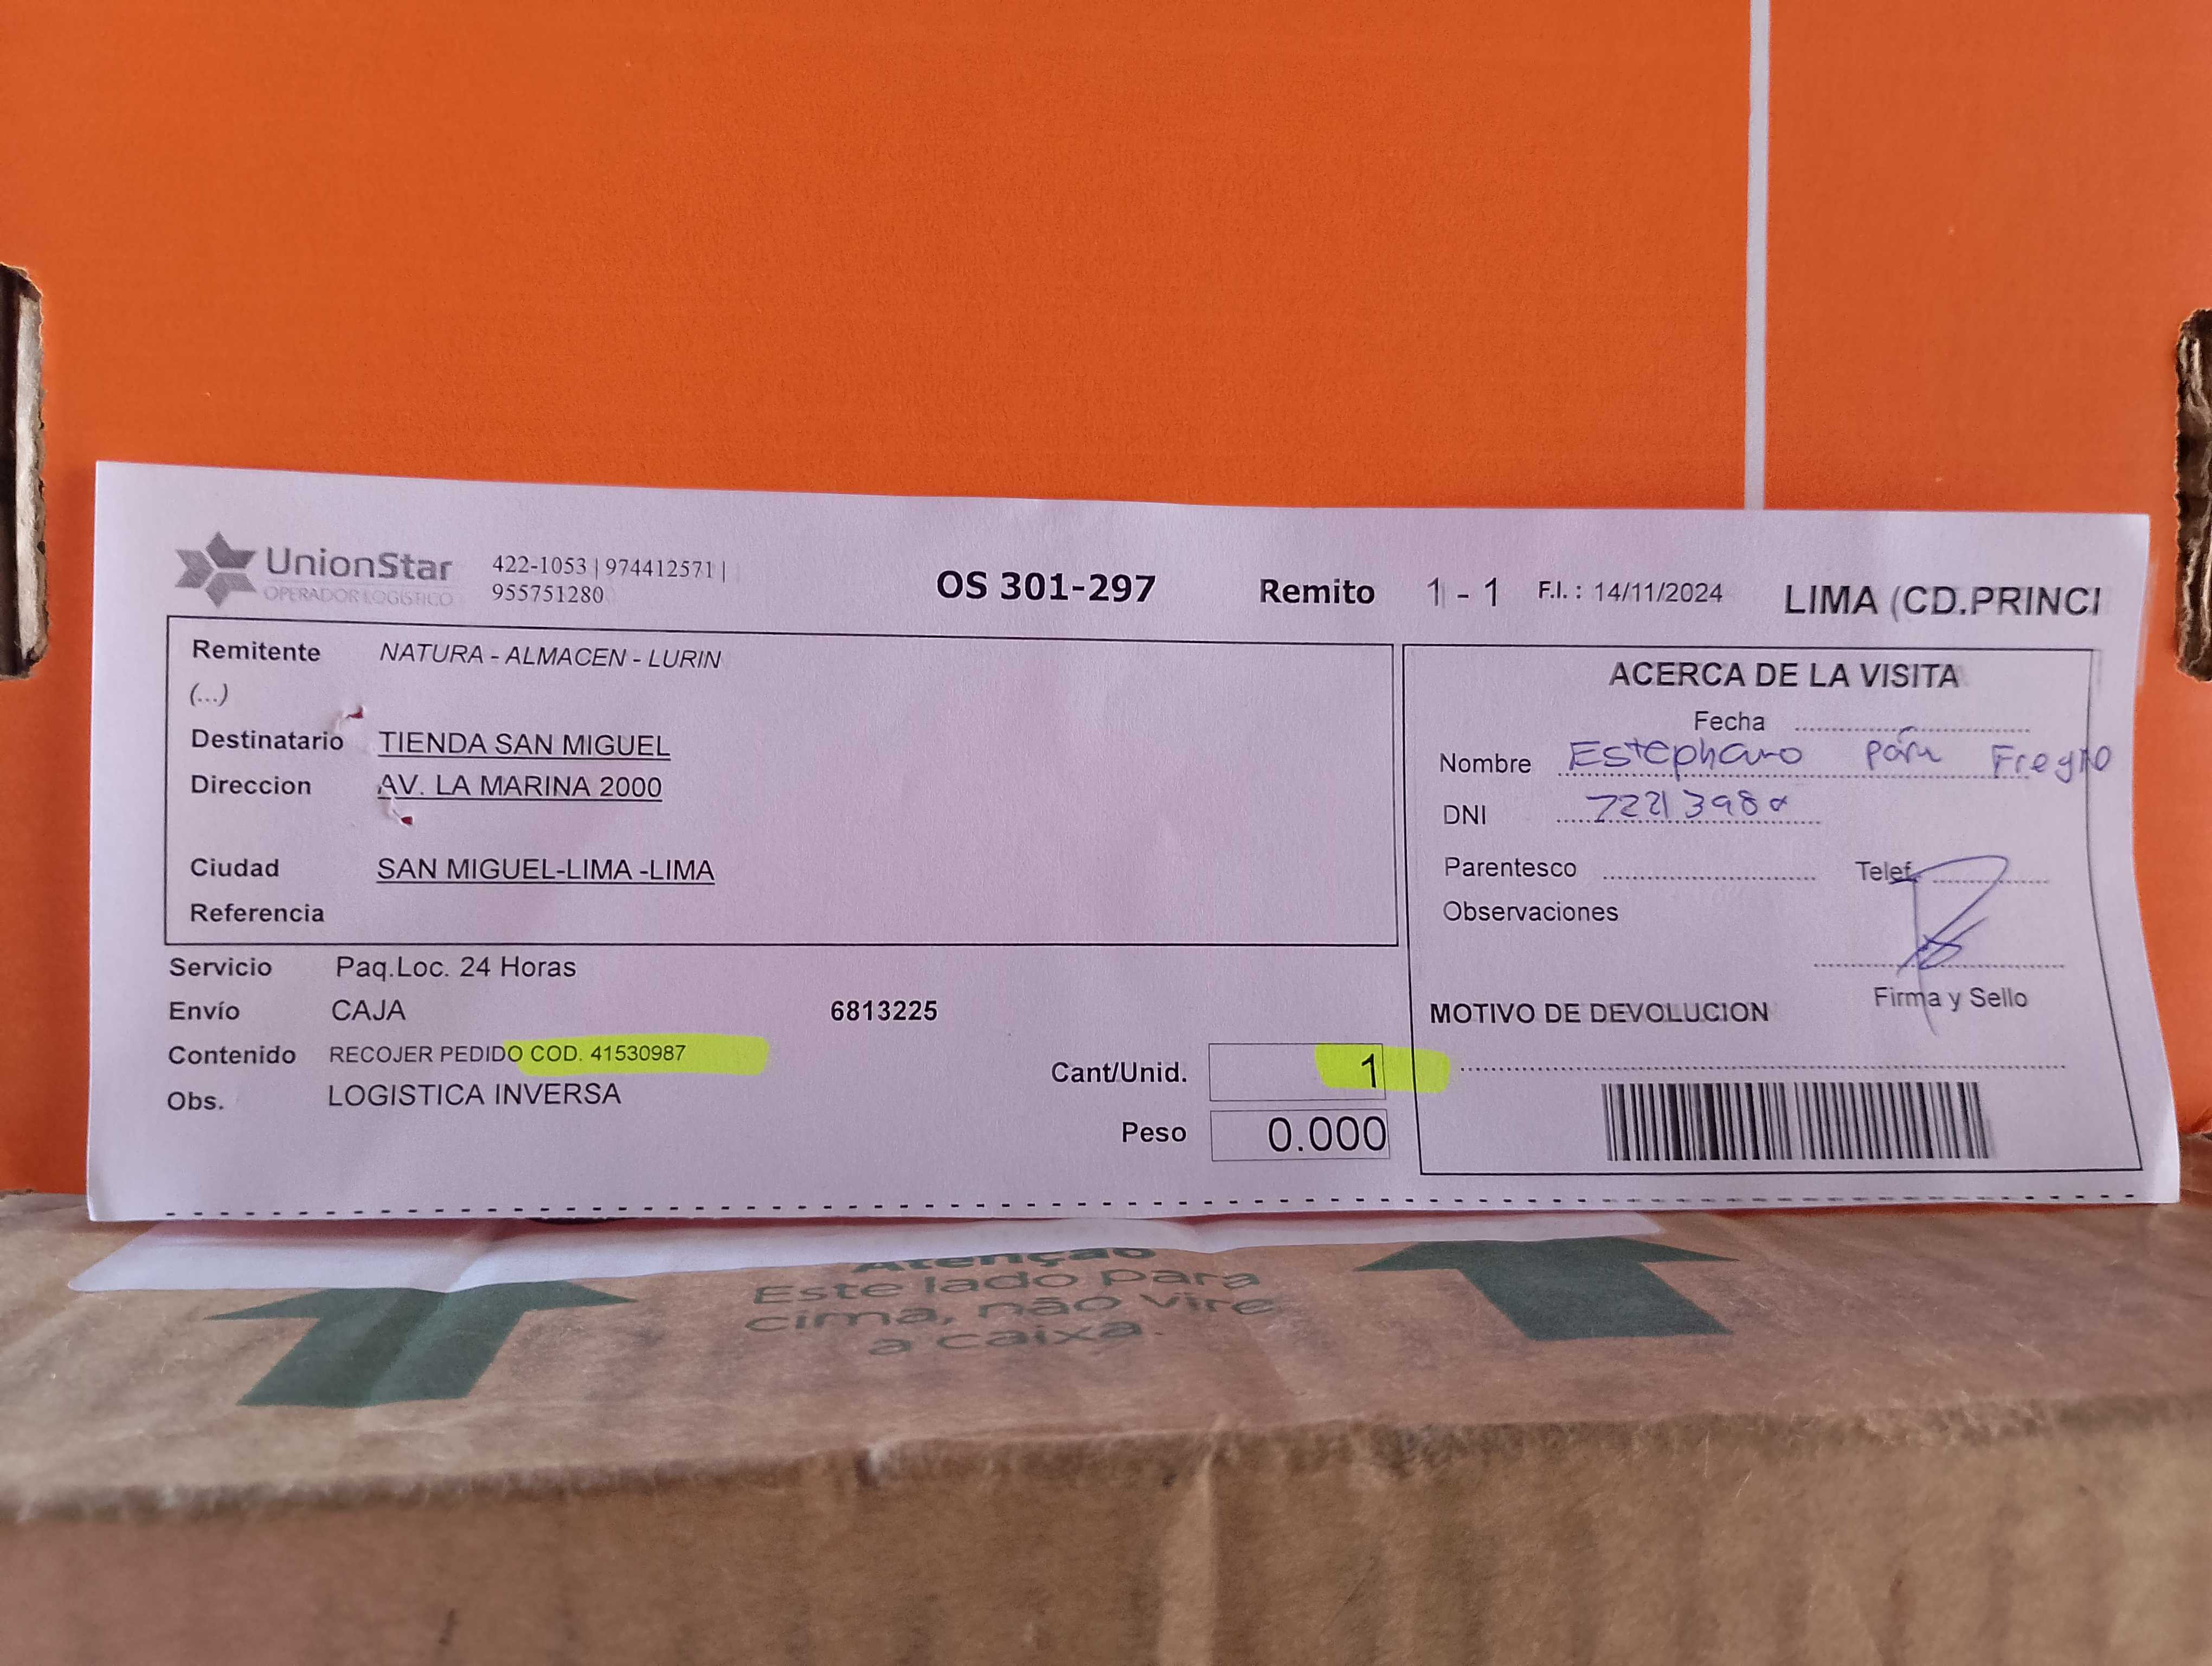 UnionStar
OPERADOR LOGISTICO
422-1053 | 974412571 |
955751280
OS 301-297
Remito 1 - 1
F.I. : 14/11/2024
LIMA (CD.PRINCI
Remitente NATURA - ALMACEN - LURIN
(...)
Destinatario TIENDA SAN MIGUEL
Direccion AV. LA MARINA 2000
Ciudad SAN MIGUEL-LIMA -LIMA
Referencia
Servicio Paq.Loc. 24 Horas
Envío CAJA 6813225
Contenido RECOJER PEDIDO COD. 41530987
Obs. LOGISTICA INVERSA
Cant/Unid. 1
Peso 0.000
ACERCA DE LA VISITA
Fecha
Nombre Estephano
DNI
Parentesco Telef.
Observaciones
Firma y Sello
MOTIVO DE DEVOLUCION
Atenção
Este lado para
cima, não vire
a caixa.